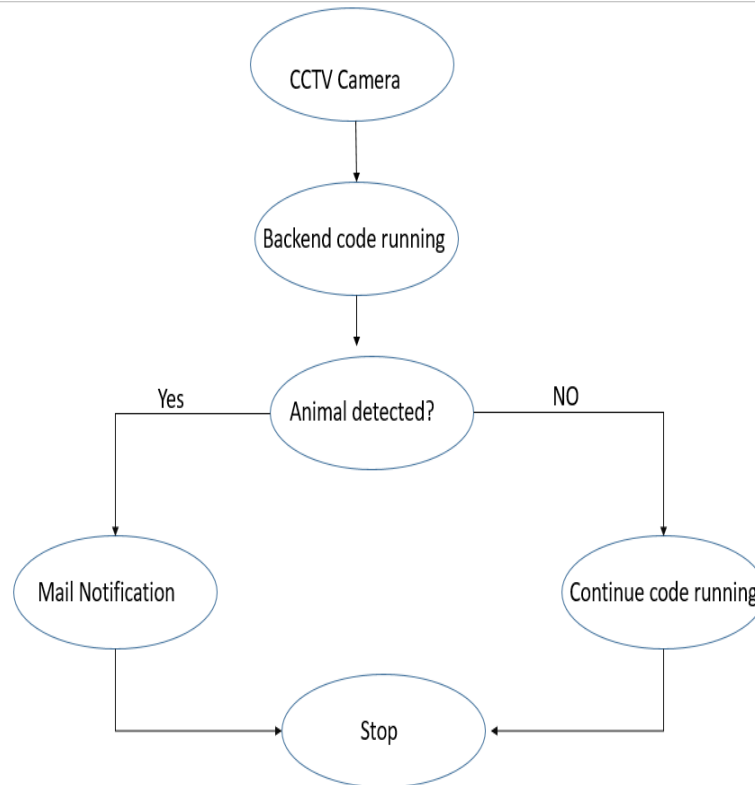 CCTV Camera
Backend code running
Animal detected?
Yes
NO
Mail Notification
Continue code running
Stop